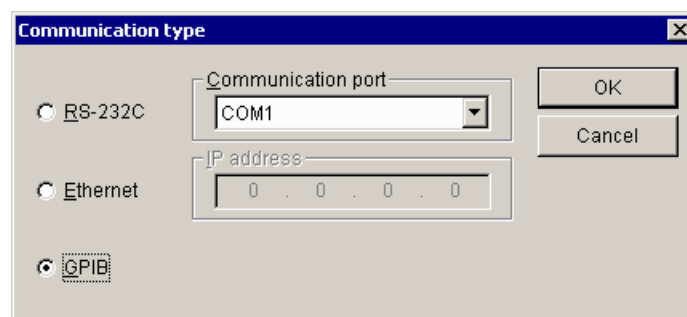 Communication type
RS-232C
Communication port
COM1
OK
Cancel
Ethernet
IP address
0 . 0 . 0 . 0
GPIB